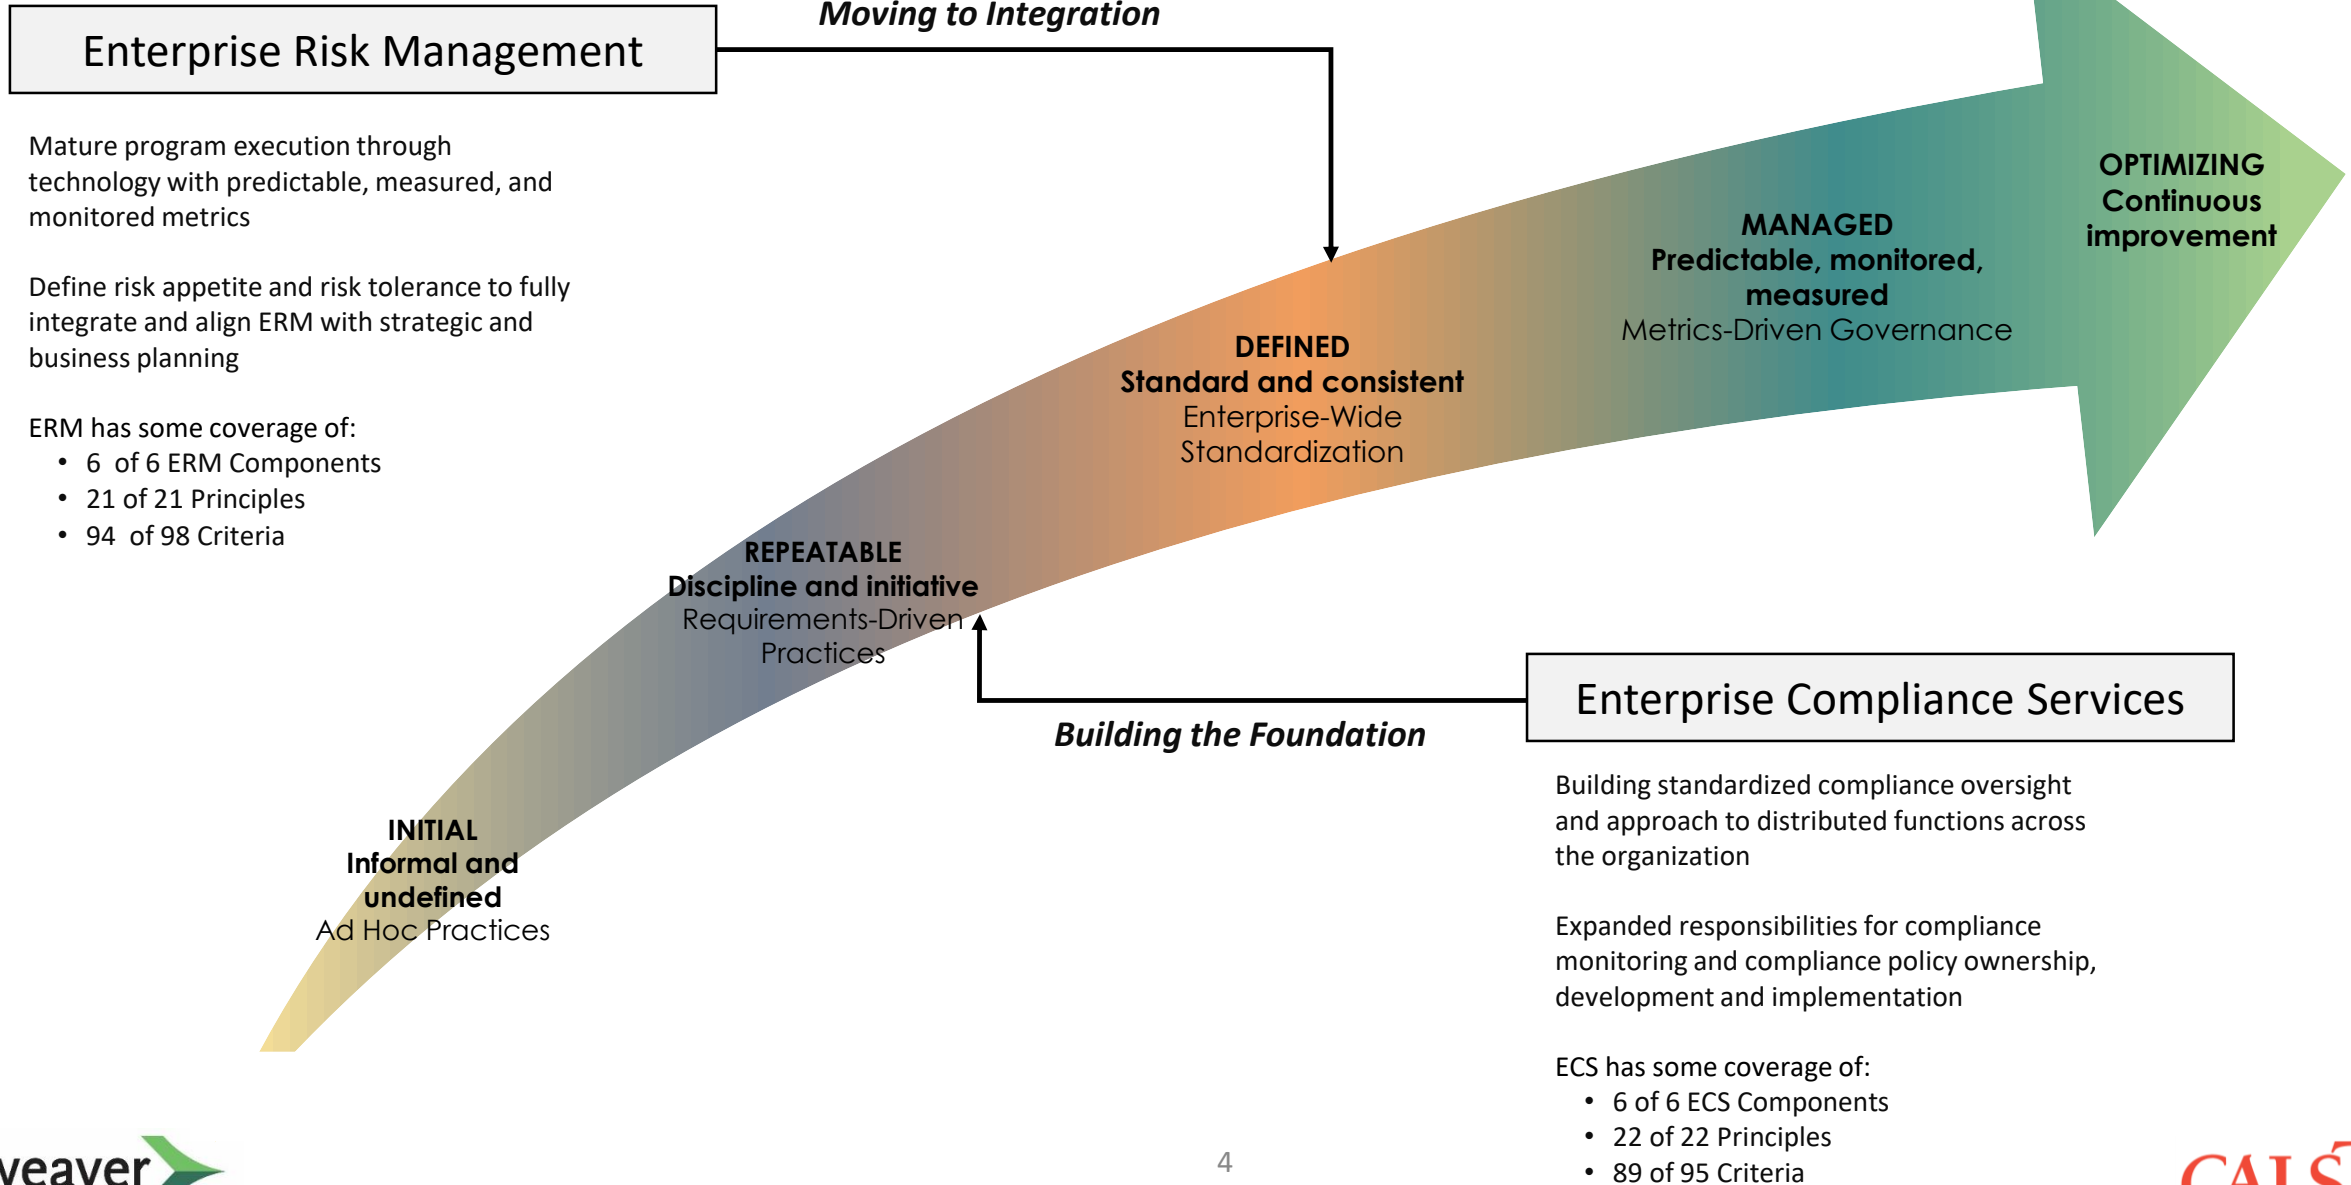 Moving to Integration
Enterprise Risk Management
Mature program execution through
technology with predictable, measured, and
monitored metrics
Define risk appetite and risk tolerance to fully
integrate and align ERM with strategic and
business planning
ERM has some coverage of:
• 6 of 6 ERM Components
• 21 of 21 Principles
• 94 of 98 Criteria
OPTIMIZING
Continuous
improvement
MANAGED
Predictable, monitored,
measured
Metrics-Driven Governance
DEFINED
Standard and consistent
Enterprise-Wide
Standardization
REPEATABLE
Discipline and initiative
Requirements-Driven
Practices
INITIAL
Informal and
undefined
Ad Hoc Practices
Building the Foundation
Enterprise Compliance Services
Building standardized compliance oversight
and approach to distributed functions across
the organization
Expanded responsibilities for compliance
monitoring and compliance policy ownership,
development and implementation
ECS has some coverage of:
• 6 of 6 ECS Components
• 22 of 22 Principles
• 89 of 95 Criteria
weaver
4